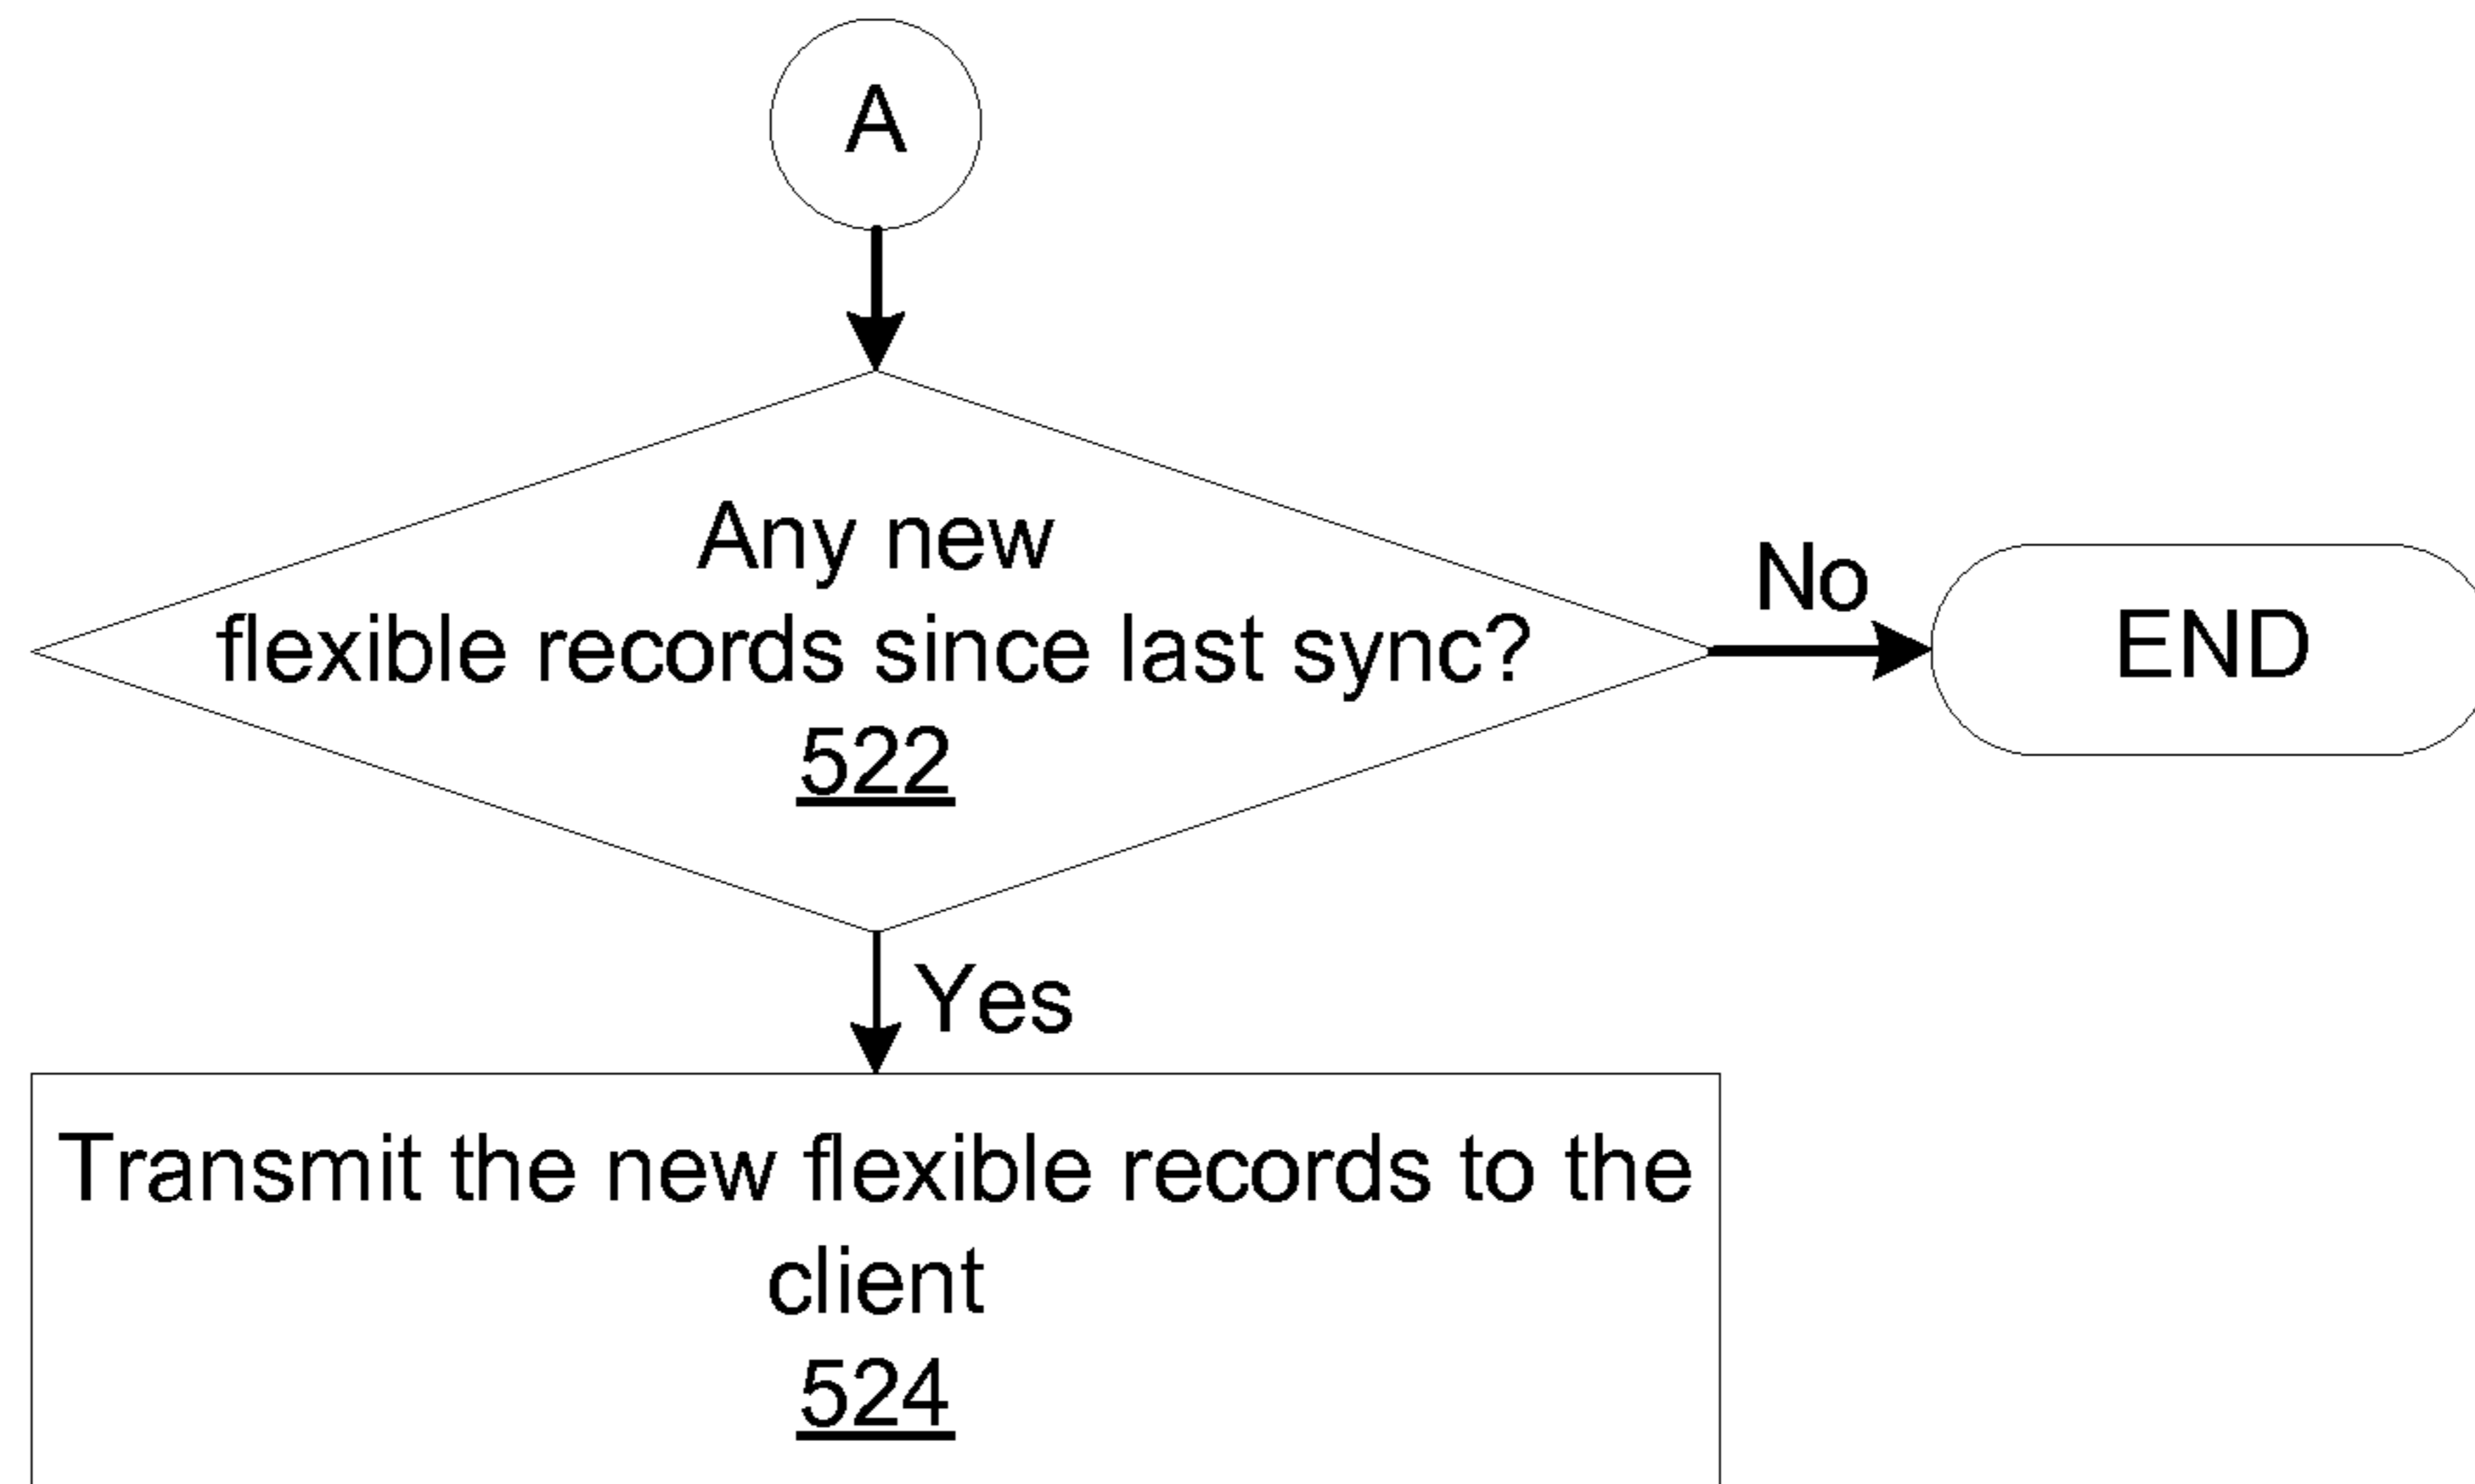 A
Any new
flexible records since last sync?
522
No
END
Yes
Transmit the new flexible records to the
client
524